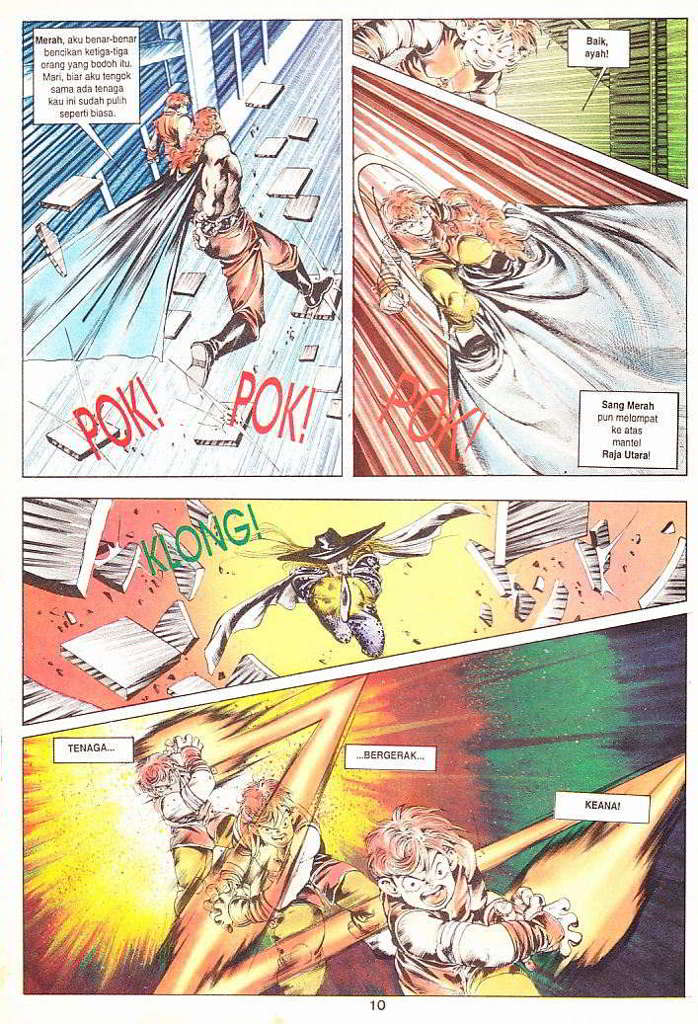 Merah, aku benar-benar
bencikan ketiga-tiga
orang yang bodoh itu.
Mari, biar aku tengok
sama ada tenaga
kau ini sudah pulih
seperti biasa.
POK!
POK!
Baik,
ayah!
POK!
Sang Merah
pun melompat
ke atas
mantel
Raja Utara!
KLONG!
TENAGA...
...BERGERAK...
KEANA!
10